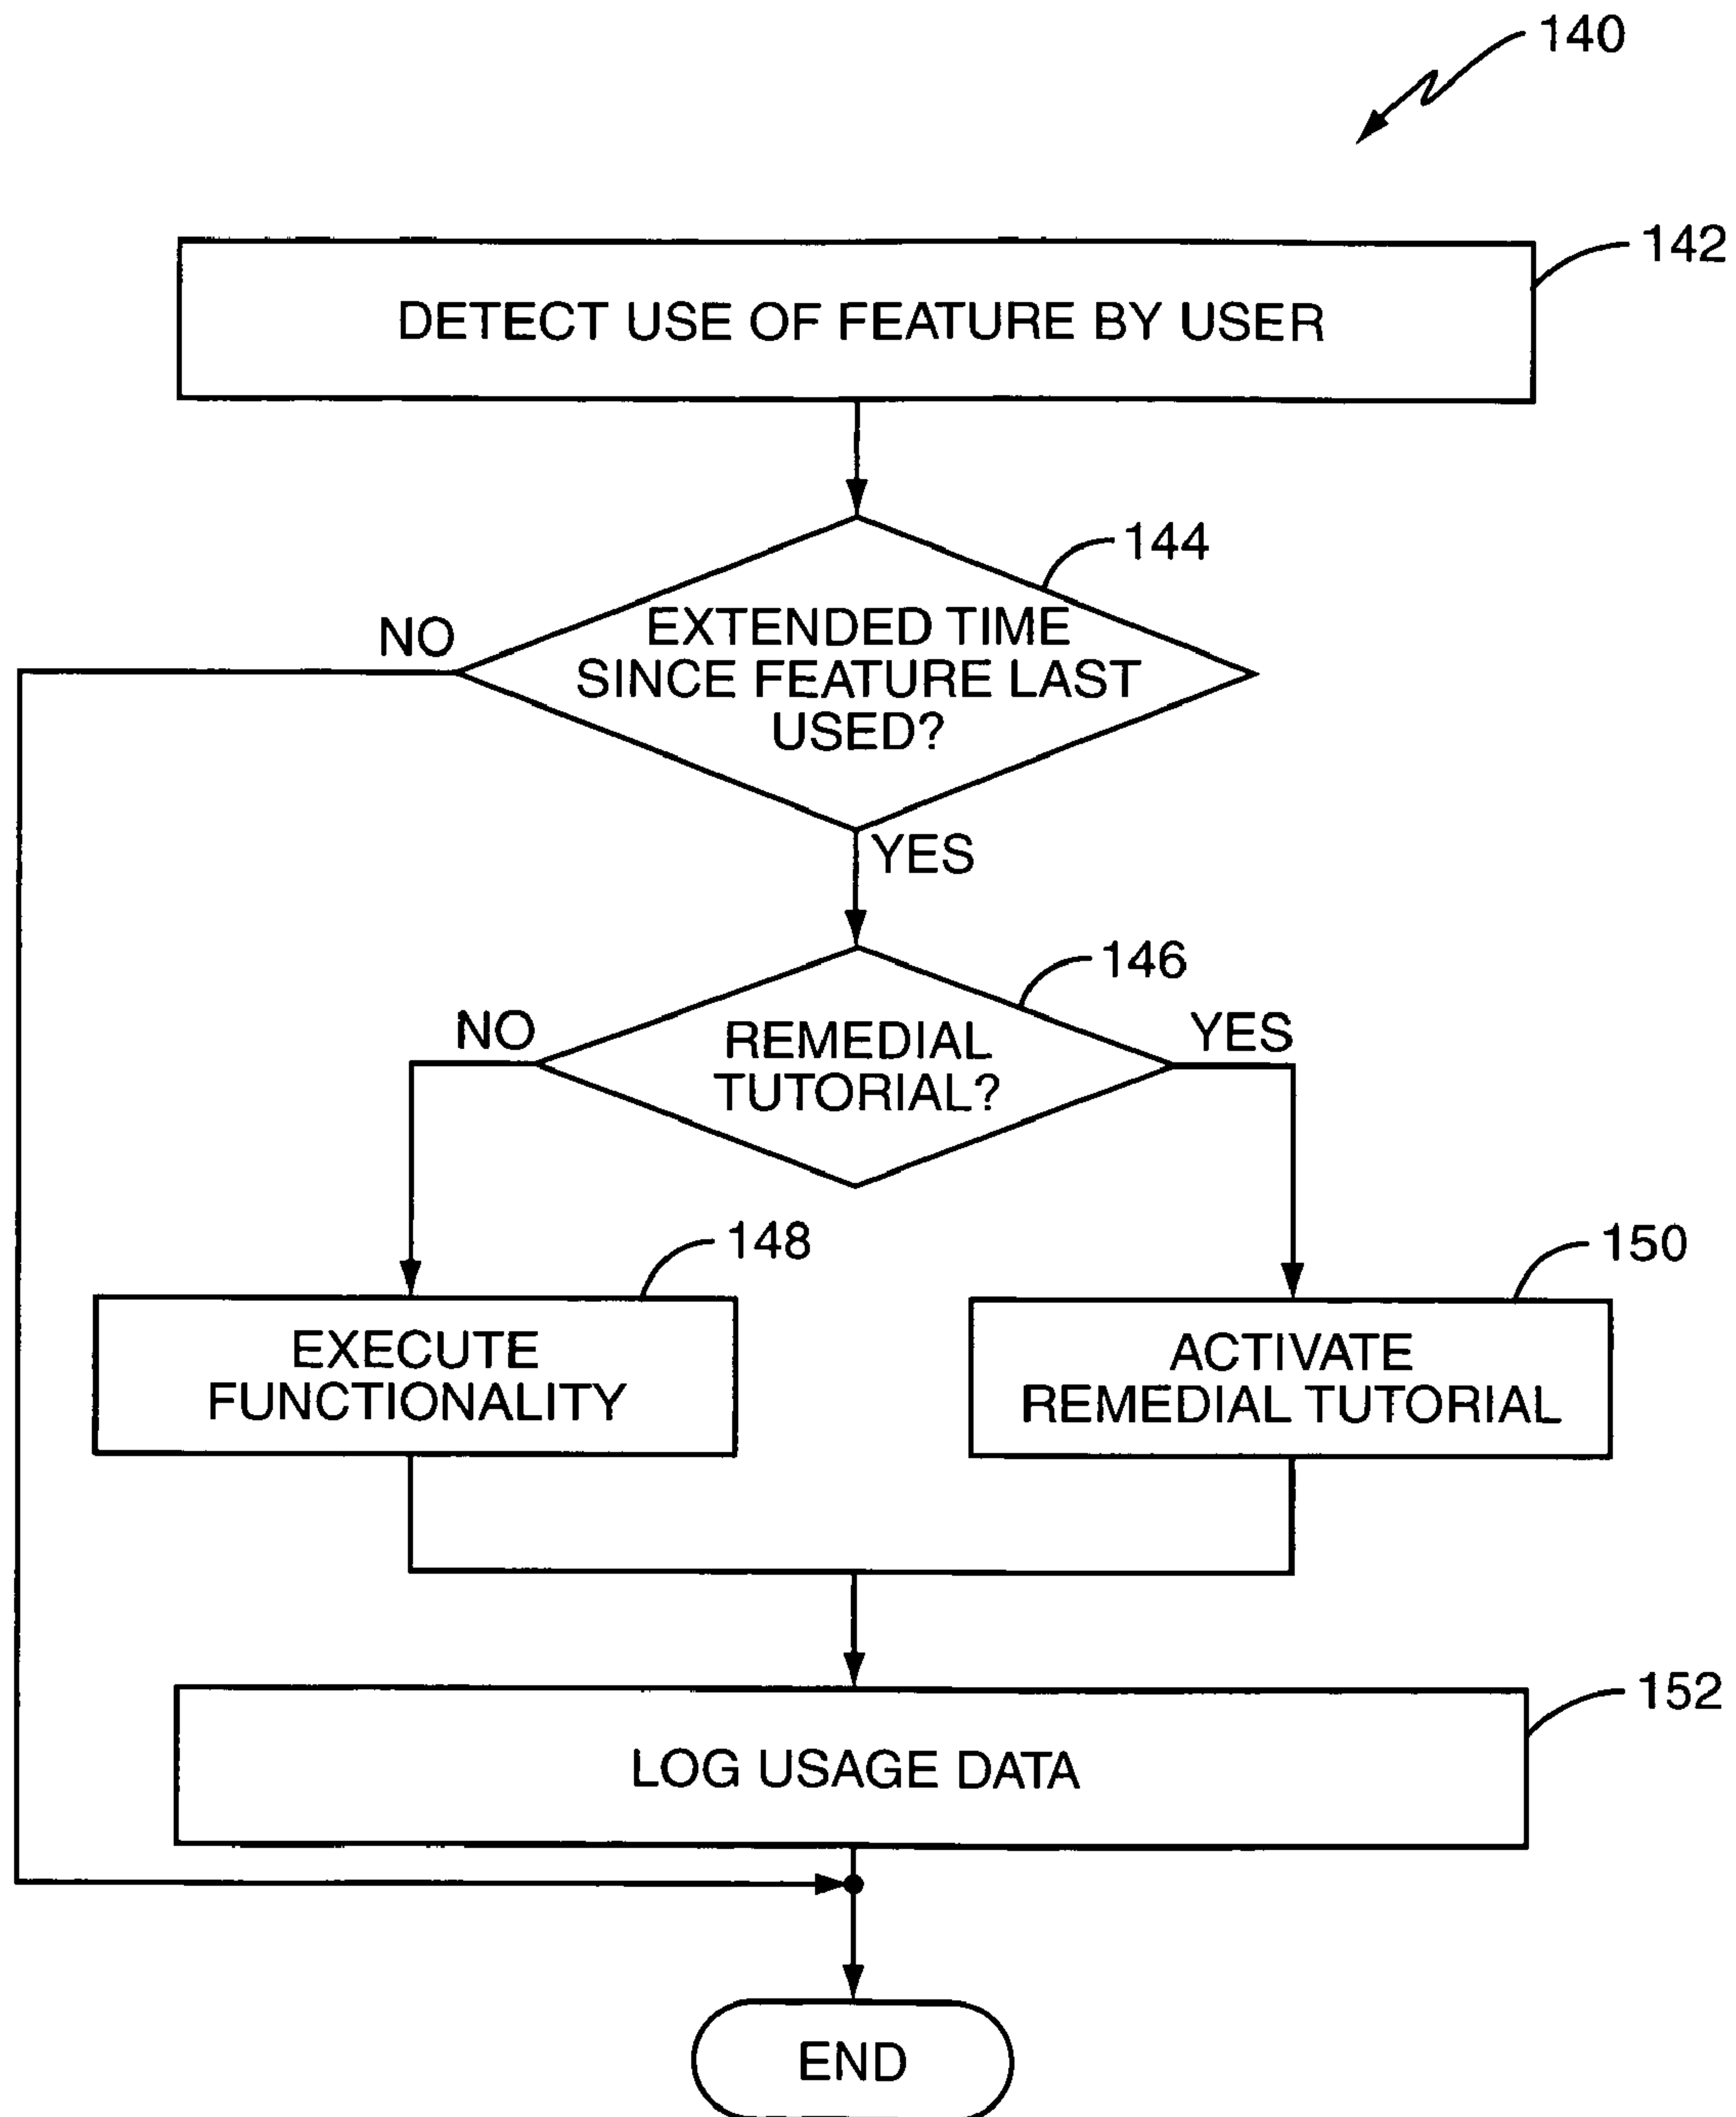 140
142
DETECT USE OF FEATURE BY USER
144
EXTENDED TIME
SINCE FEATURE LAST
USED?
NO
YES
146
REMEDIAL
TUTORIAL?
NO
YES
148
EXECUTE
FUNCTIONALITY
150
ACTIVATE
REMEDIAL TUTORIAL
152
LOG USAGE DATA
END